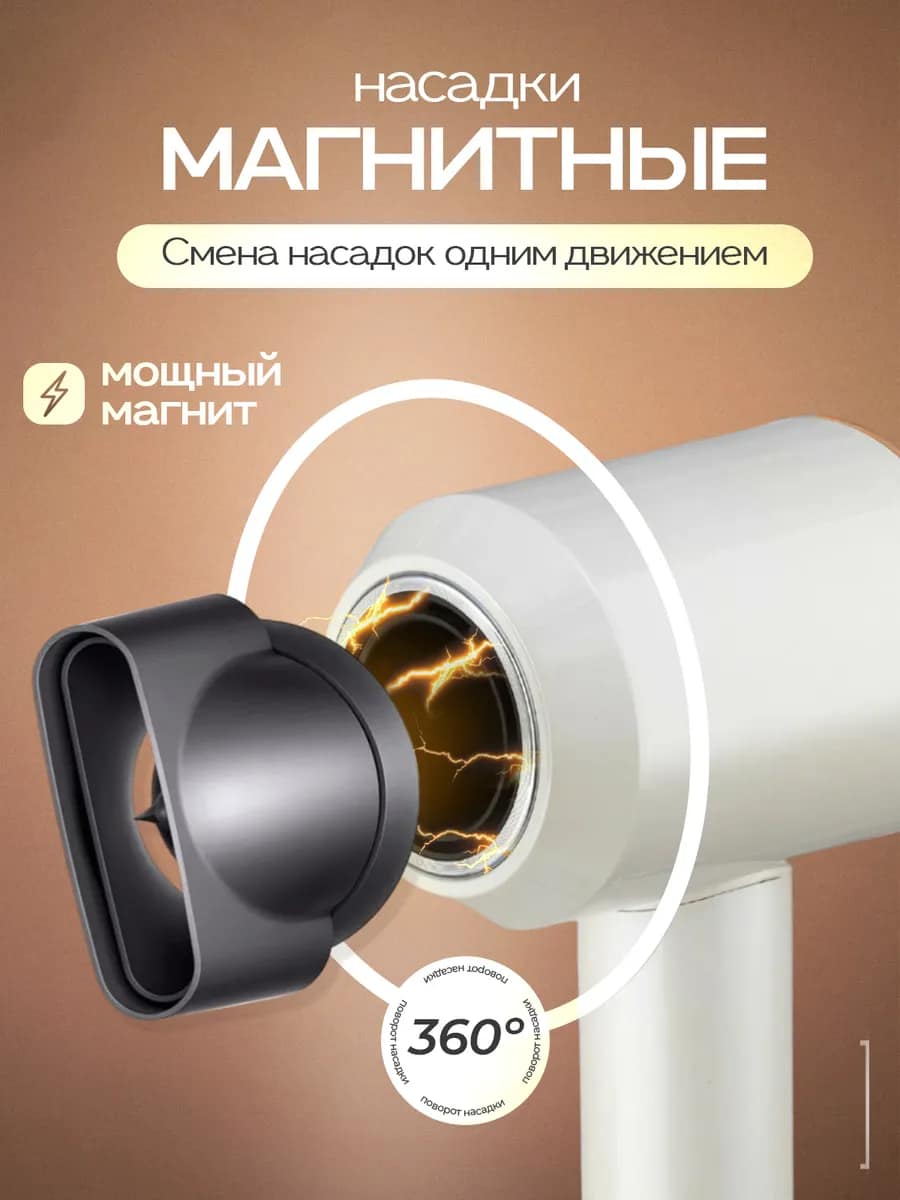 насадки
МАГНИТНЫЕ
Смена насадок одним движением
мощный
магнит
поворот насадки
поворот насадки
360°
поворот насадки
поворот насадки